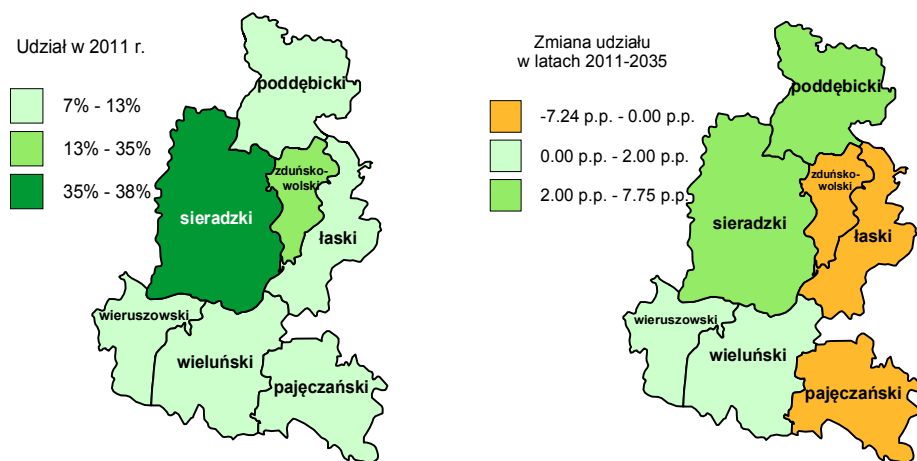 Udział w 2011 r.
7% - 13%
13% - 35%
35% - 38%
poddębicki
zduńsko-
wolski
sieradzki
łaski
wieruszowski
wieluński
pajęczański
Zmiana udziału
w latach 2011-2035
-7.24 p.p. - 0.00 p.p.
0.00 p.p. - 2.00 p.p.
2.00 p.p. - 7.75 p.p.
poddębicki
zduńsko-
wolski
sieradzki
łaski
wieruszowski
wieluński
pajęczański